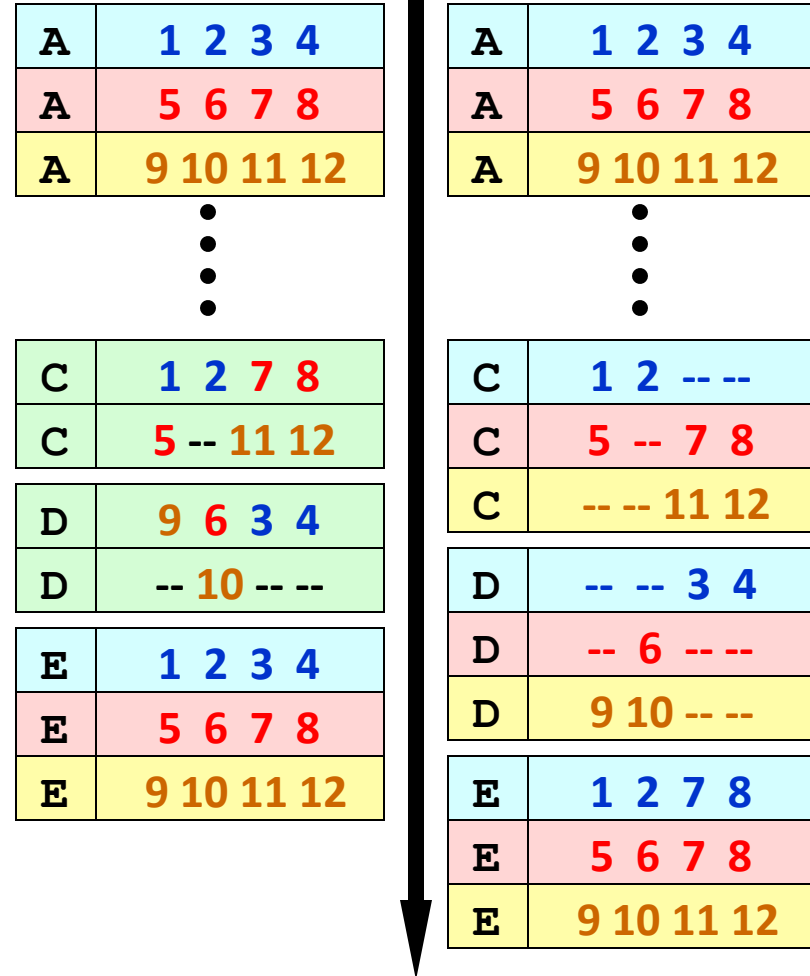 A 1 2 3 4
A 5 6 7 8
A 9 10 11 12
C 1 2 7 8
C 5 -- 11 12
D 9 6 3 4
D -- 10 -- --
E 1 2 3 4
E 5 6 7 8
E 9 10 11 12
A 1 2 3 4
A 5 6 7 8
A 9 10 11 12
C 1 2 -- --
C 5 -- 7 8
C -- -- 11 12
D -- -- 3 4
D -- 6 -- --
D 9 10 -- --
E 1 2 7 8
E 5 6 7 8
E 9 10 11 12